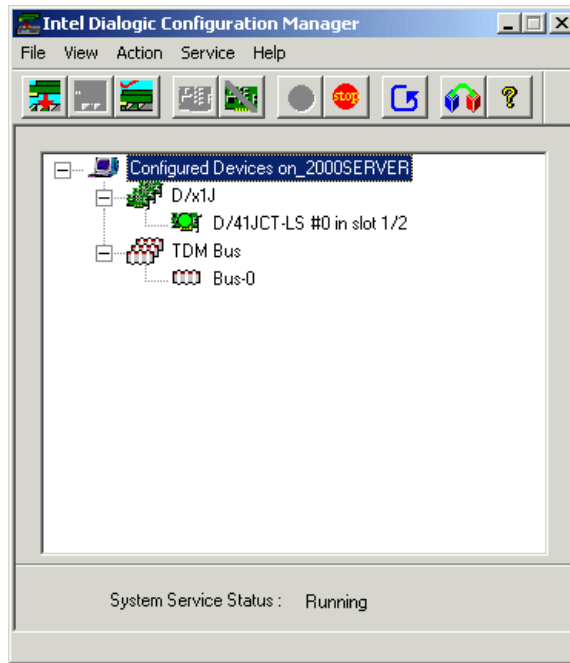 Intel Dialogic Configuration Manager
File View Action Service Help
stop ?
Configured Devices on_2000SERVER
D/x1J
D/41JCT-LS #0 in slot 1/2
TDM Bus
Bus-0
System Service Status : Running